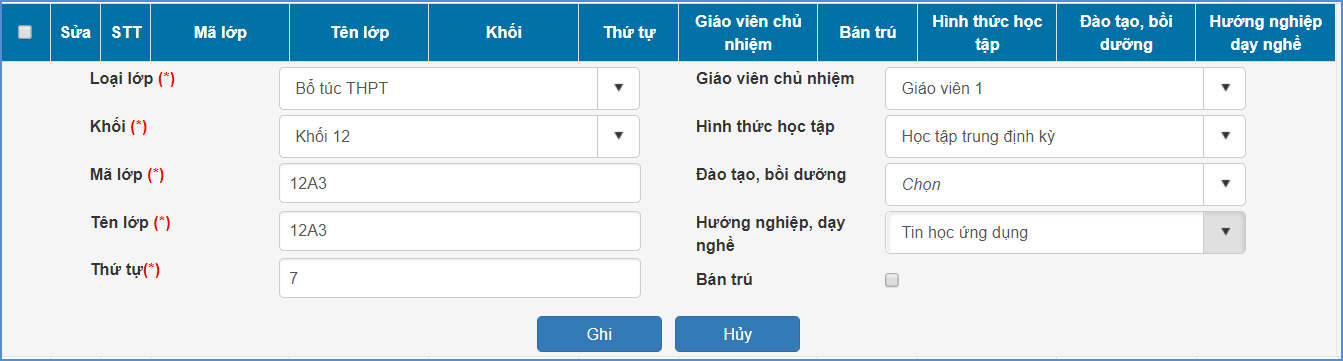 Sửa STT Mã lớp Tên lớp Khối Thứ tự Giáo viên chủ nhiệm Bán trú Hình thức học tập Đào tạo, bồi dưỡng Hướng nghiệp dạy nghề
Loại lớp (*) Bổ túc THPT Giáo viên chủ nhiệm Giáo viên 1
Khối (*) Khối 12 Hình thức học tập Học tập trung định kỳ
Mã lớp (*) 12A3 Đào tạo, bồi dưỡng Chọn
Tên lớp (*) 12A3 Hướng nghiệp, dạy nghề Tin học ứng dụng
Thứ tự(*) 7 Bán trú
Ghi Hủy